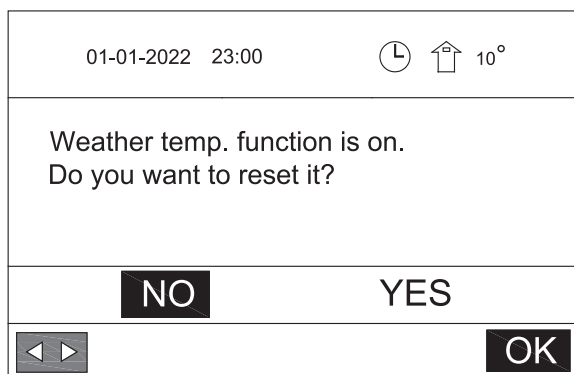 01-01-2022 23:00 10°
Weather temp. function is on.
Do you want to reset it?
NO YES
OK